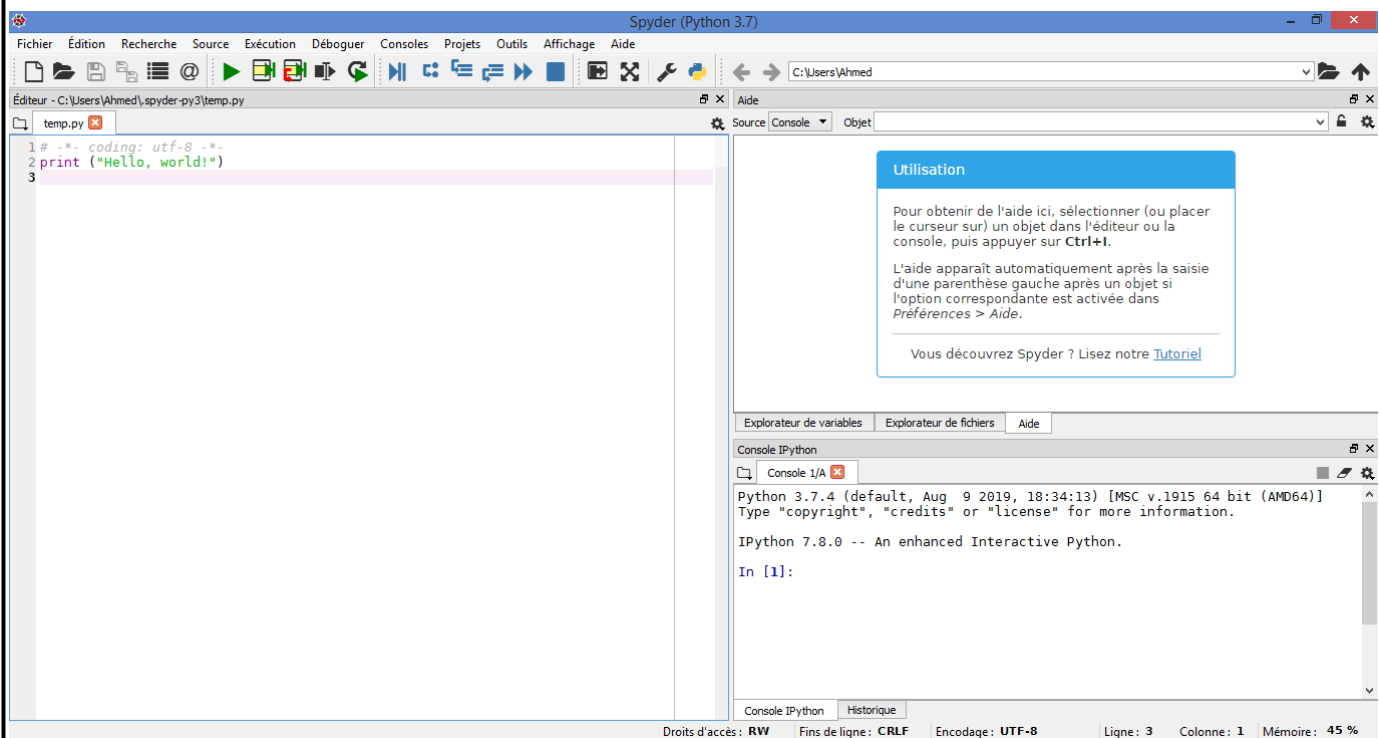 Spyder (Python 3.7)
Fichier Édition Recherche Source Exécution Déboguer Consoles Projets Outils Affichage Aide
C:\Users\Ahmed
Éditeur - C:\Users\Ahmed\.spyder-py3\temp.py
temp.py
1 # -*- coding: utf-8 -*-
2 print ("Hello, world!")
3
Aide
Source Console Objet
Utilisation
Pour obtenir de l'aide ici, sélectionner (ou placer
le curseur sur) un objet dans l'éditeur ou la
console, puis appuyer sur Ctrl+I.
L'aide apparaît automatiquement après la saisie
d'une parenthèse gauche après un objet si
l'option correspondante est activée dans
Préférences > Aide.
Vous découvrez Spyder ? Lisez notre Tutoriel
Explorateur de variables Explorateur de fichiers Aide
Console IPython
Console 1/A
Python 3.7.4 (default, Aug  9 2019, 18:34:13) [MSC v.1915 64 bit (AMD64)]
Type "copyright", "credits" or "license" for more information.
IPython 7.8.0 -- An enhanced Interactive Python.
In [1]:
Console IPython Historique
Droits d'accès : RW Fins de ligne : CRLF Encodage : UTF-8 Ligne : 3 Colonne : 1 Mémoire : 45 %